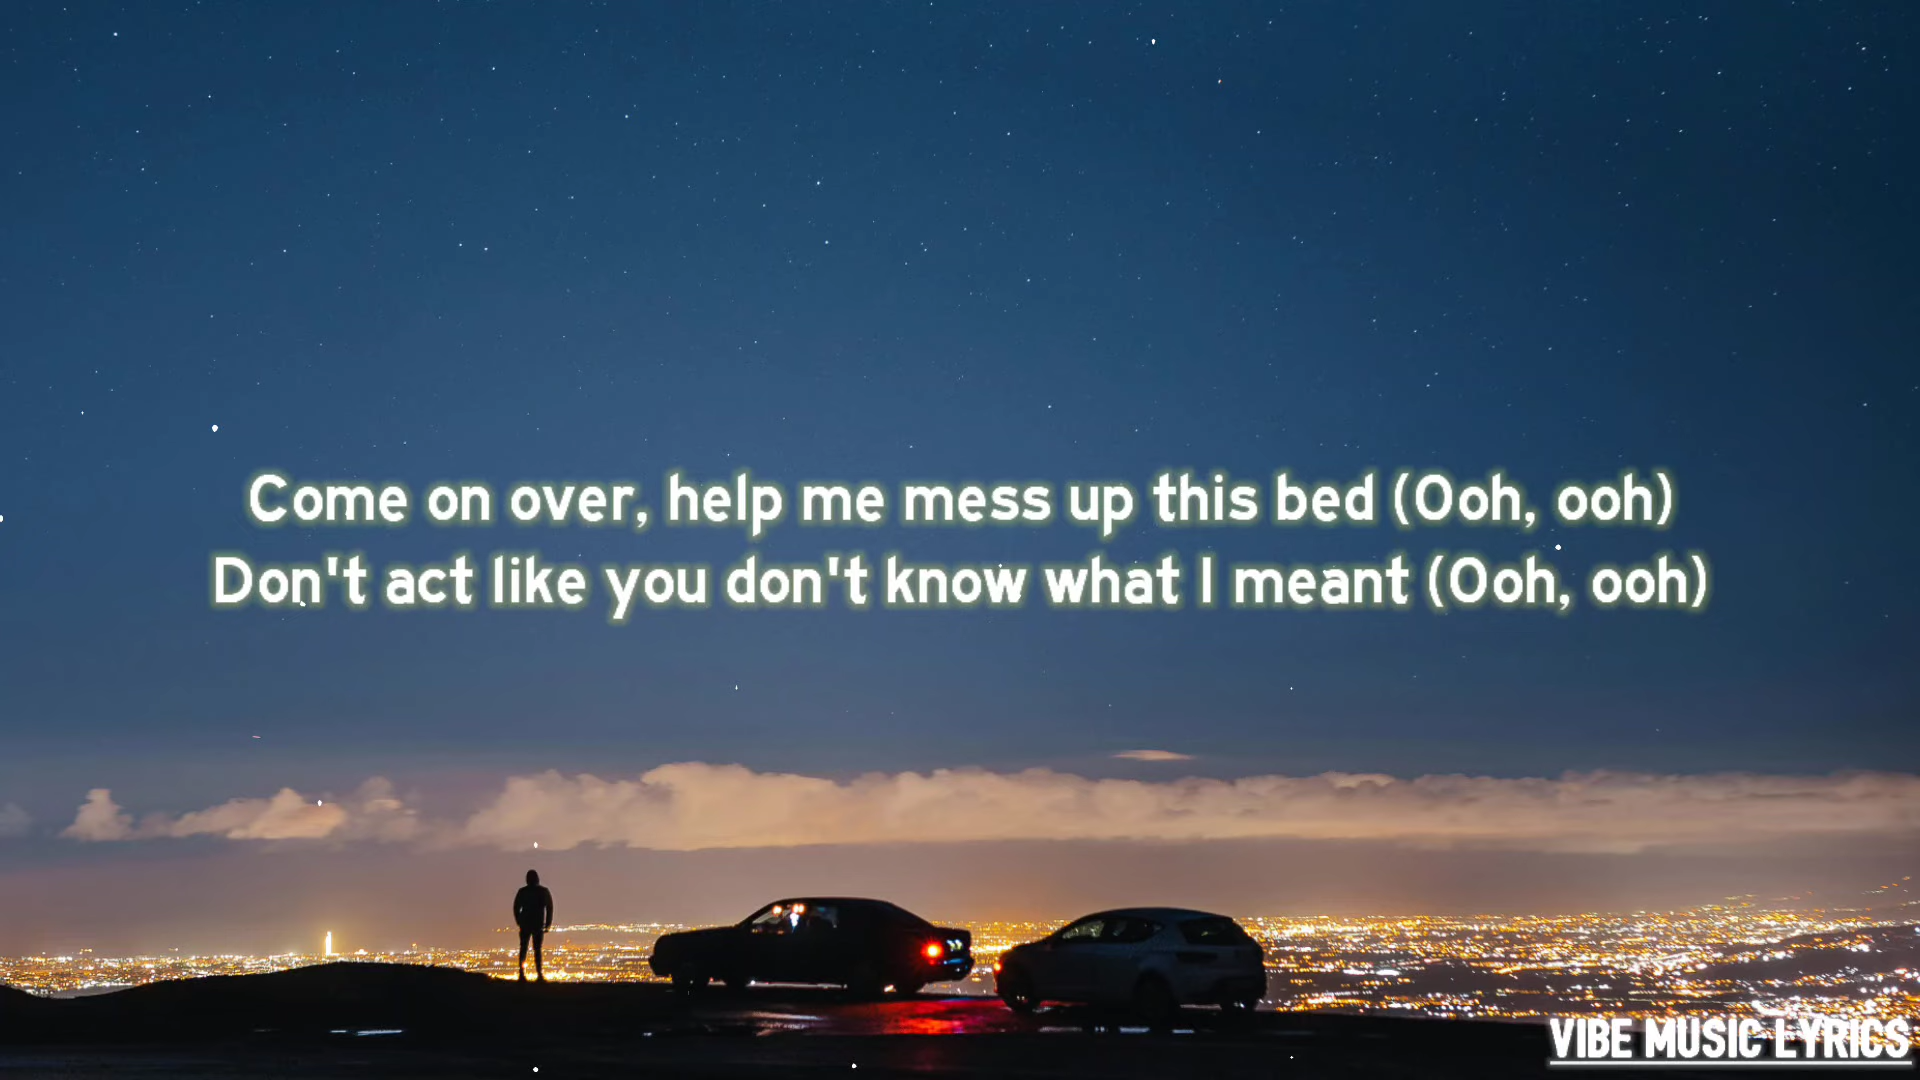 Come on over, help me mess up this bed (Ooh, ooh)
Don't act like you don't know what I meant (Ooh, ooh)
VIBE MUSIC LYRICS